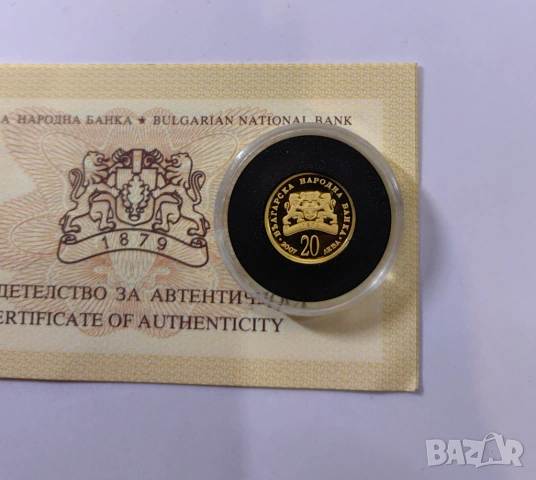 А НАРОДНА БАНКА ★ BULGARIAN NATIONAL BANK
1879
ДЕТЕЛСТВО ЗА АВТЕНТИЧ
ERTIFICATE OF AUTHENTICITY
БЪЛГАРСКА НАРОДНА БАНКА
2007 20 ЛЕВА
BAZAR